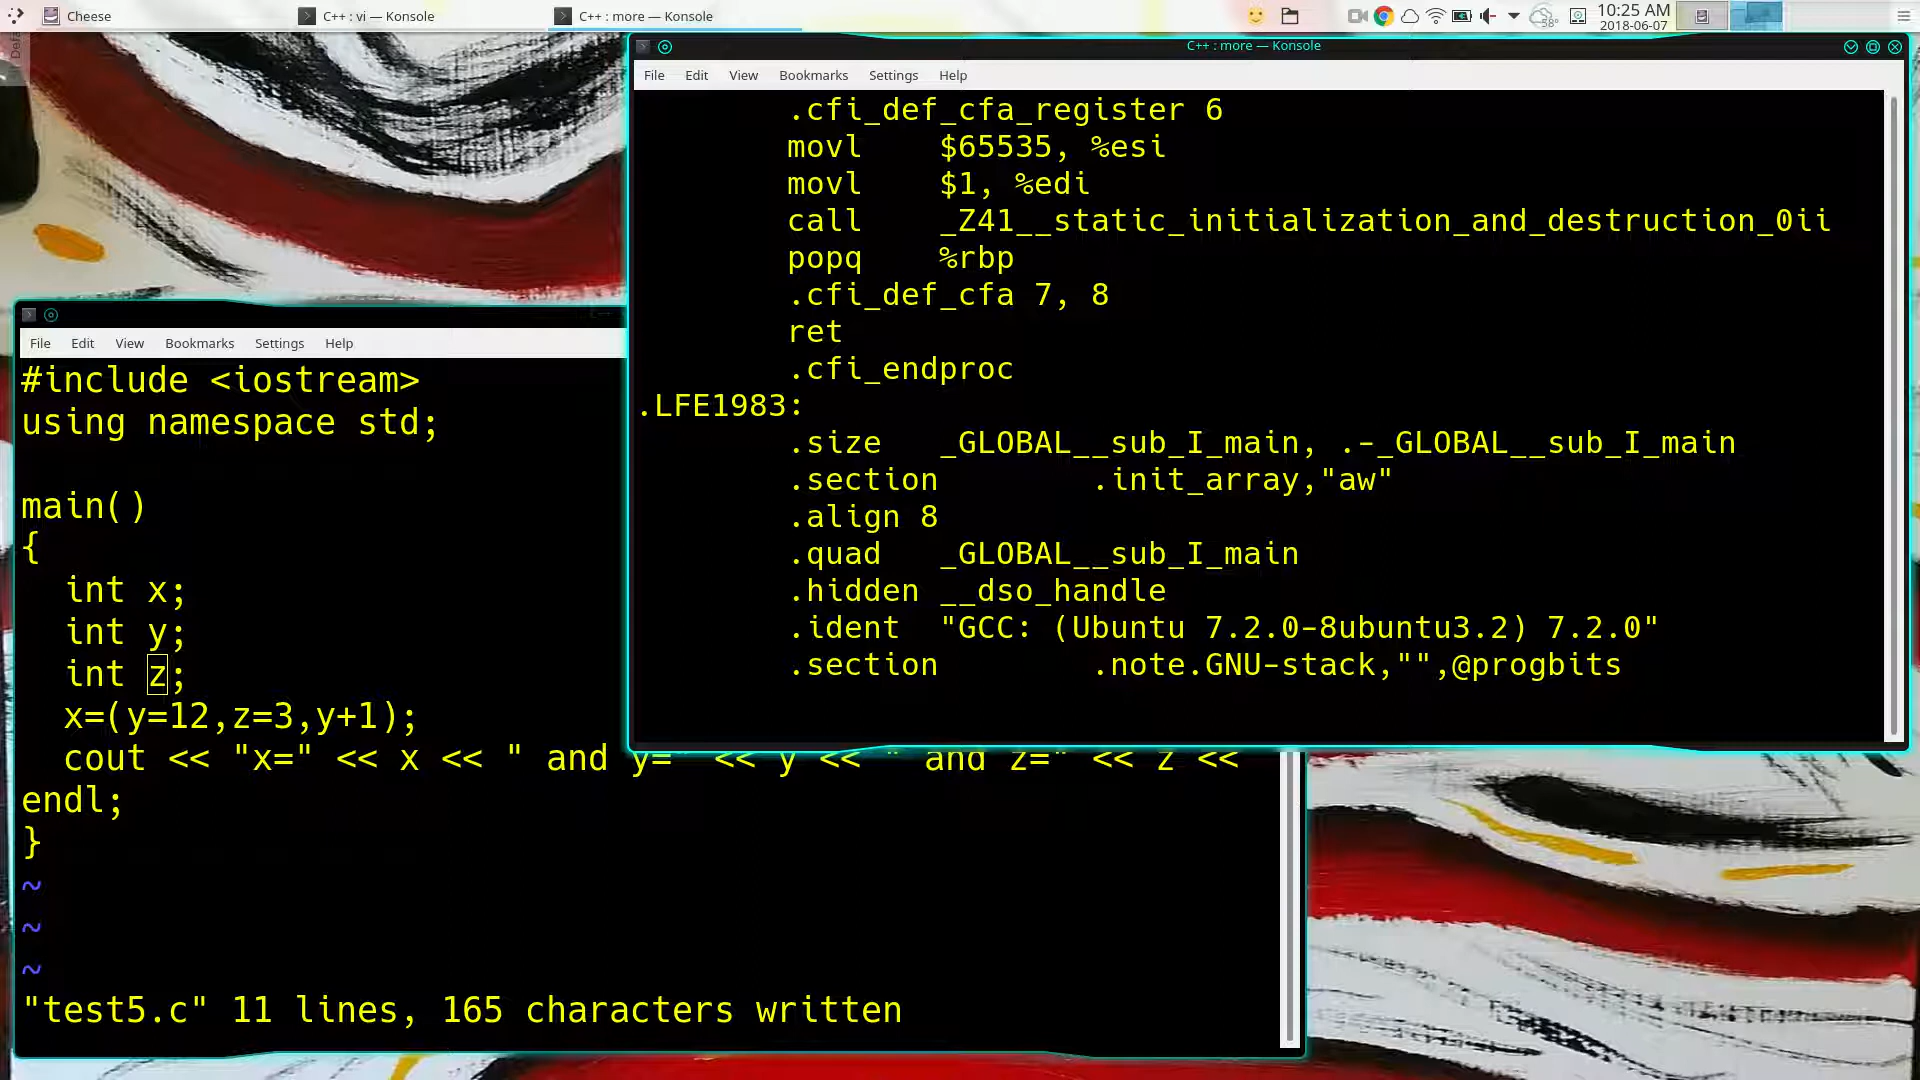 Cheese
C++ : vi — Konsole
C++ : more — Konsole
58°
10:25 AM
2018-06-07
C++ : more — Konsole
File Edit View Bookmarks Settings Help
.cfi_def_cfa_register 6
movl $65535, %esi
movl $1, %edi
call _Z41__static_initialization_and_destruction_0ii
popq %rbp
.cfi_def_cfa 7, 8
ret
.cfi_endproc
.LFE1983:
.size _GLOBAL__sub_I_main, .-_GLOBAL__sub_I_main
.section .init_array,"aw"
.align 8
.quad _GLOBAL__sub_I_main
.hidden __dso_handle
.ident "GCC: (Ubuntu 7.2.0-8ubuntu3.2) 7.2.0"
.section .note.GNU-stack,"",@progbits
File Edit View Bookmarks Settings Help
#include <iostream>
using namespace std;
main()
{
int x;
int y;
int z;
x=(y=12,z=3,y+1);
cout << "x=" << x << " and y=" << y << " and z=" << z <<
endl;
}
~
~
~
"test5.c" 11 lines, 165 characters written